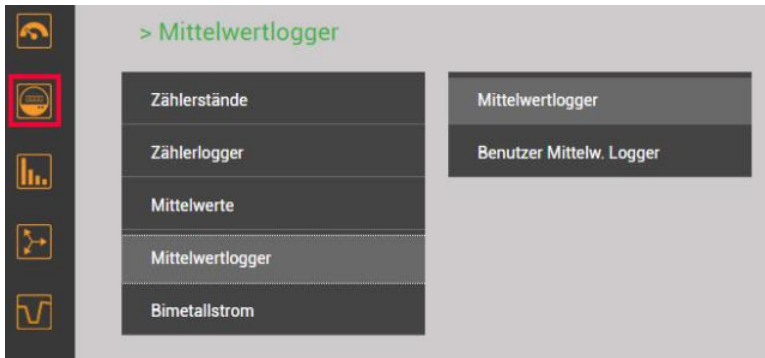 > Mittelwertlogger
Zählerstände
Zählerlogger
Mittelwerte
Mittelwertlogger
Bimetallstrom
Mittelwertlogger
Benutzer Mittelw. Logger